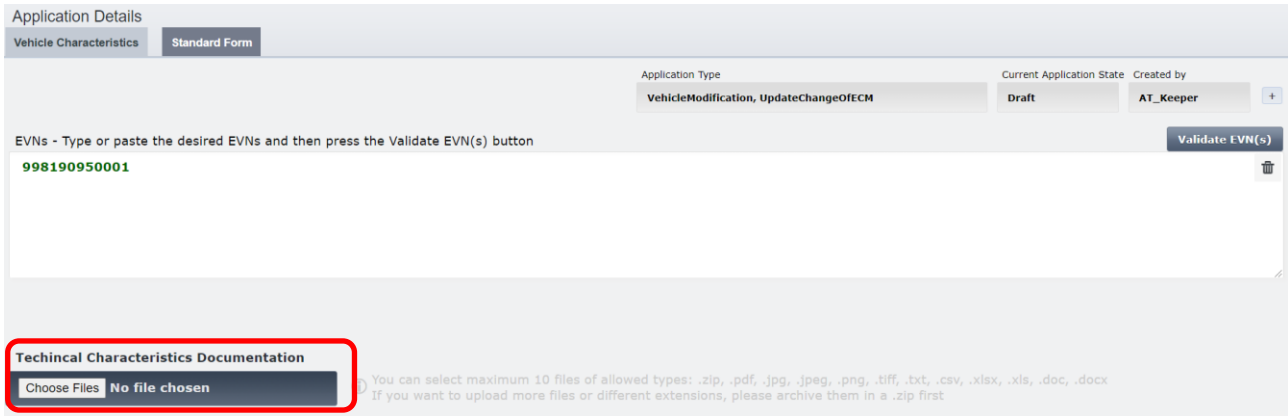 Application Details
Vehicle Characteristics Standard Form
Application Type Current Application State Created by
VehicleModification, UpdateChangeOfECM Draft AT_Keeper +
EVNs - Type or paste the desired EVNs and then press the Validate EVN(s) button Validate EVN(s)
998190950001
Techincal Characteristics Documentation
Choose Files No file chosen
You can select maximum 10 files of allowed types: .zip, .pdf, .jpg, .jpeg, .png, .tiff, .txt, .csv, .xlsx, .xls, .doc, .docx
If you want to upload more files or different extensions, please archive them in a .zip first